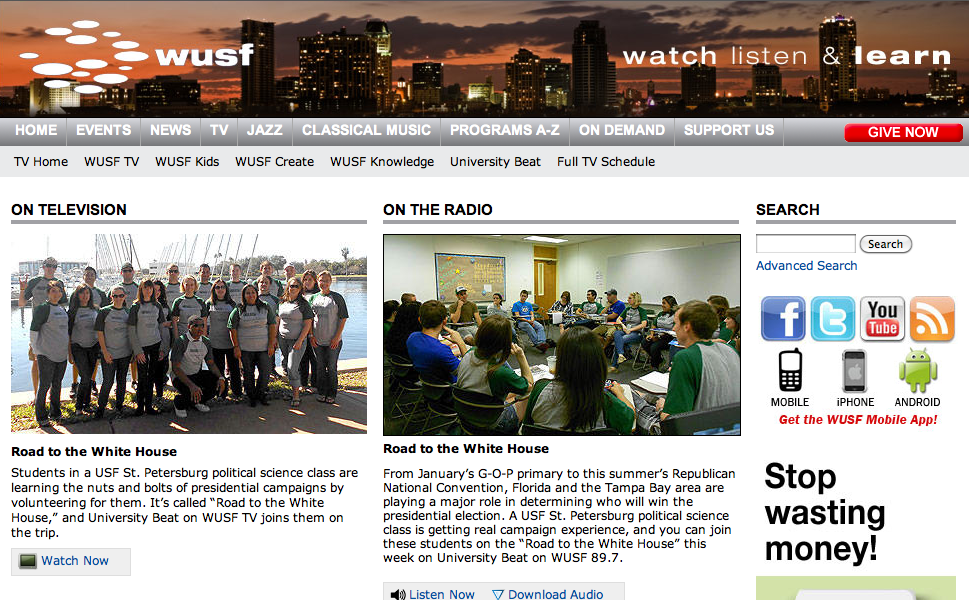 wusf
watch listen & learn
HOME EVENTS NEWS TV JAZZ CLASSICAL MUSIC PROGRAMS A-Z ON DEMAND SUPPORT US GIVE NOW
TV Home WUSF TV WUSF Kids WUSF Create WUSF Knowledge University Beat Full TV Schedule
ON TELEVISION
Road to the White House
Students in a USF St. Petersburg political science class are
learning the nuts and bolts of presidential campaigns by
volunteering for them. It’s called “Road to the White
House,” and University Beat on WUSF TV joins them on
the trip.
Watch Now
ON THE RADIO
Road to the White House
From January’s G-O-P primary to this summer’s Republican
National Convention, Florida and the Tampa Bay area are
playing a major role in determining who will win the
presidential election. A USF St. Petersburg political science
class is getting real campaign experience, and you can join
these students on the “Road to the White House” this
week on University Beat on WUSF 89.7.
Listen Now Download Audio
SEARCH
Search
Advanced Search
f t You
Tube
MOBILE iPHONE ANDROID
Get the WUSF Mobile App!
Stop
wasting
money!